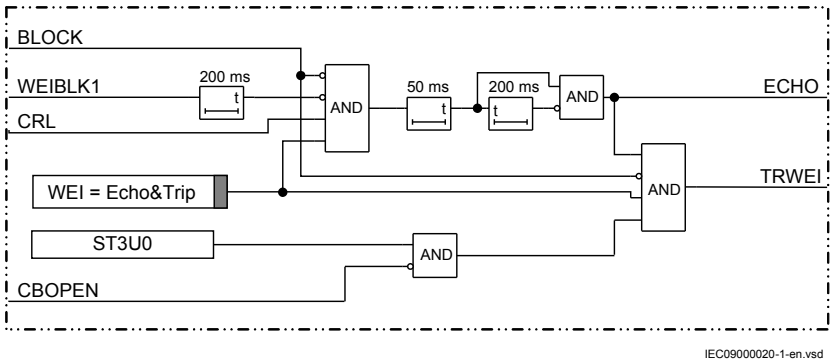 BLOCK
WEIBLK1
200 ms
t
CRL
AND
50 ms
t
200 ms
t
AND
ECHO
WEI = Echo&Trip
AND
TRWEI
ST3U0
AND
CBOPEN
IEC09000020-1-en.vsd